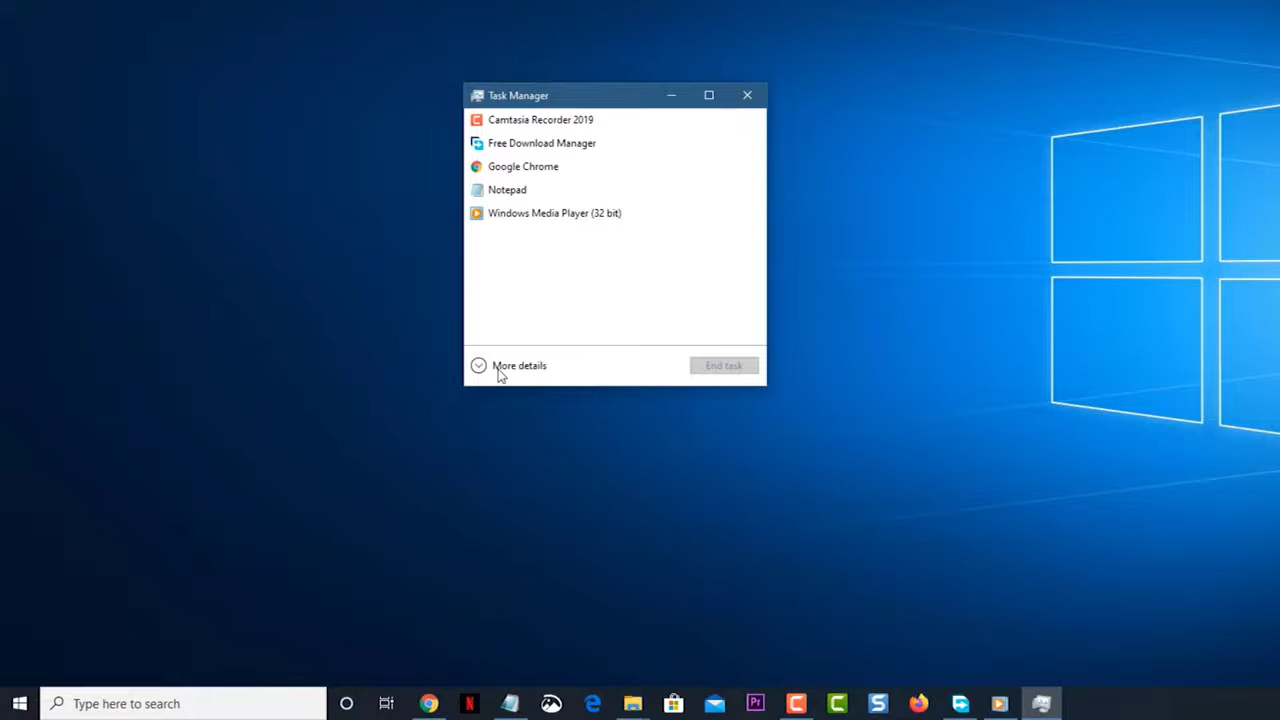 Task Manager
Camtasia Recorder 2019
Free Download Manager
Google Chrome
Notepad
Windows Media Player (32 bit)
More details
End task
Type here to search
N
Pr